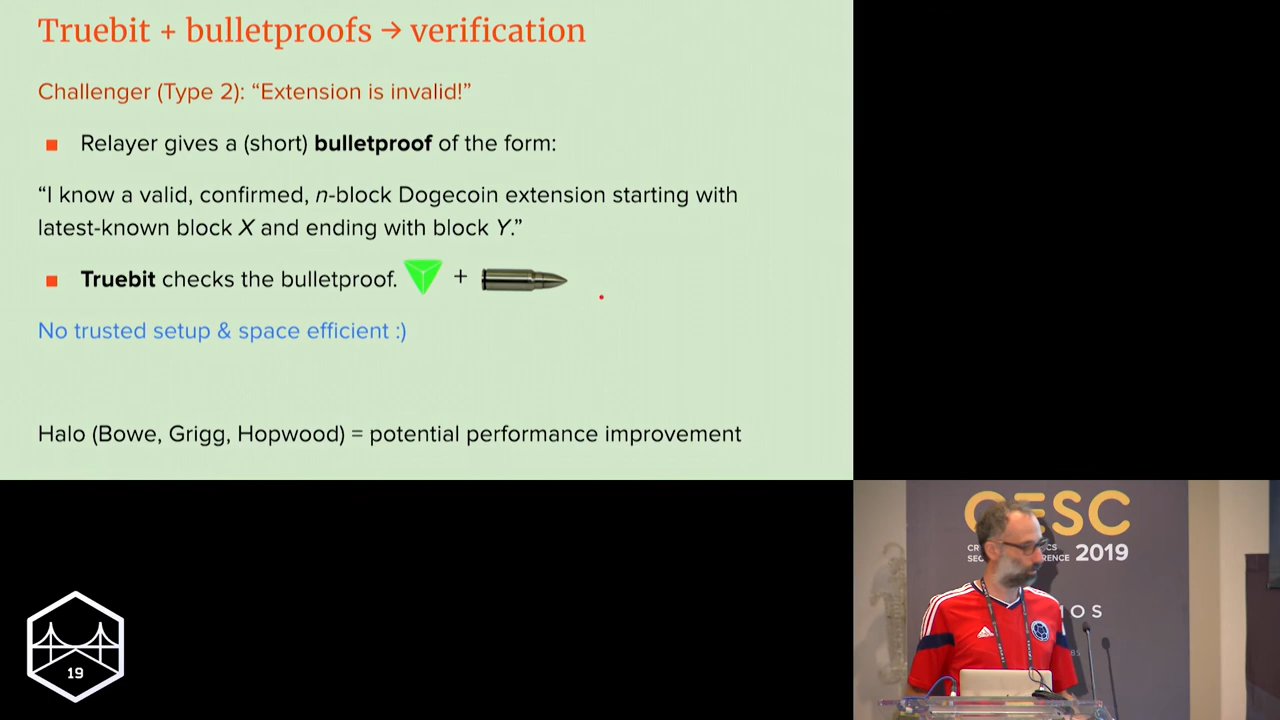 Truebit + bulletproofs → verification
Challenger (Type 2): “Extension is invalid!”
Relayer gives a (short) bulletproof of the form:
“I know a valid, confirmed, n-block Dogecoin extension starting with
latest-known block X and ending with block Y.”
Truebit checks the bulletproof. +
No trusted setup & space efficient :)
Halo (Bowe, Grigg, Hopwood) = potential performance improvement
19
CESC
2019